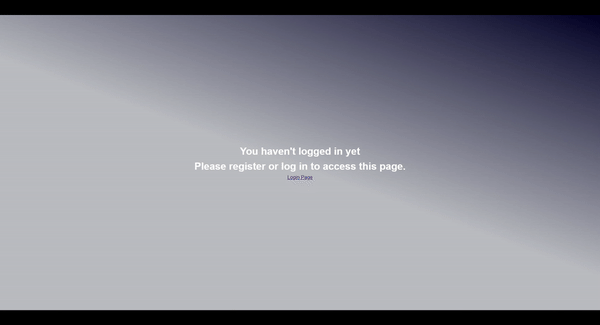 You haven't logged in yet
Please register or log in to access this page.
Login Page